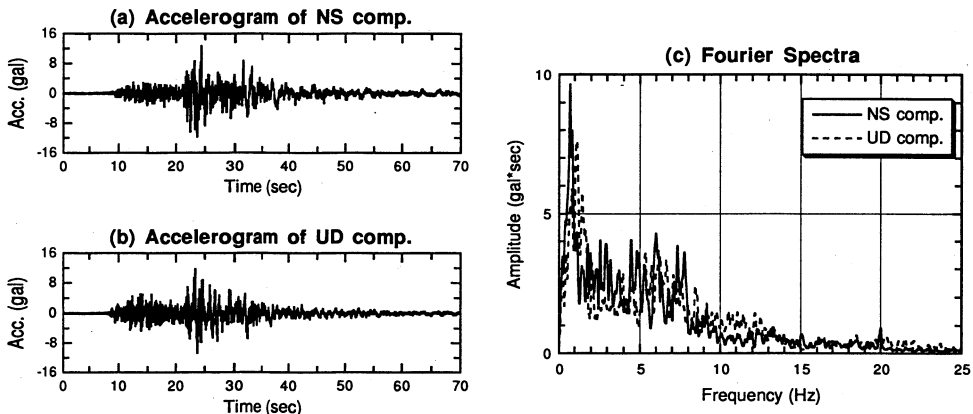 (a) Accelerogram of NS comp.
16
8
0
-8
-16
Acc. (gal)
0 10 20 30 40 50 60 70
Time (sec)
(b) Accelerogram of UD comp.
16
8
0
-8
-16
Acc. (gal)
0 10 20 30 40 50 60 70
Time (sec)
(c) Fourier Spectra
10
5
0
Amplitude (gal*sec)
NS comp.
UD comp.
0 5 10 15 20 25
Frequency (Hz)